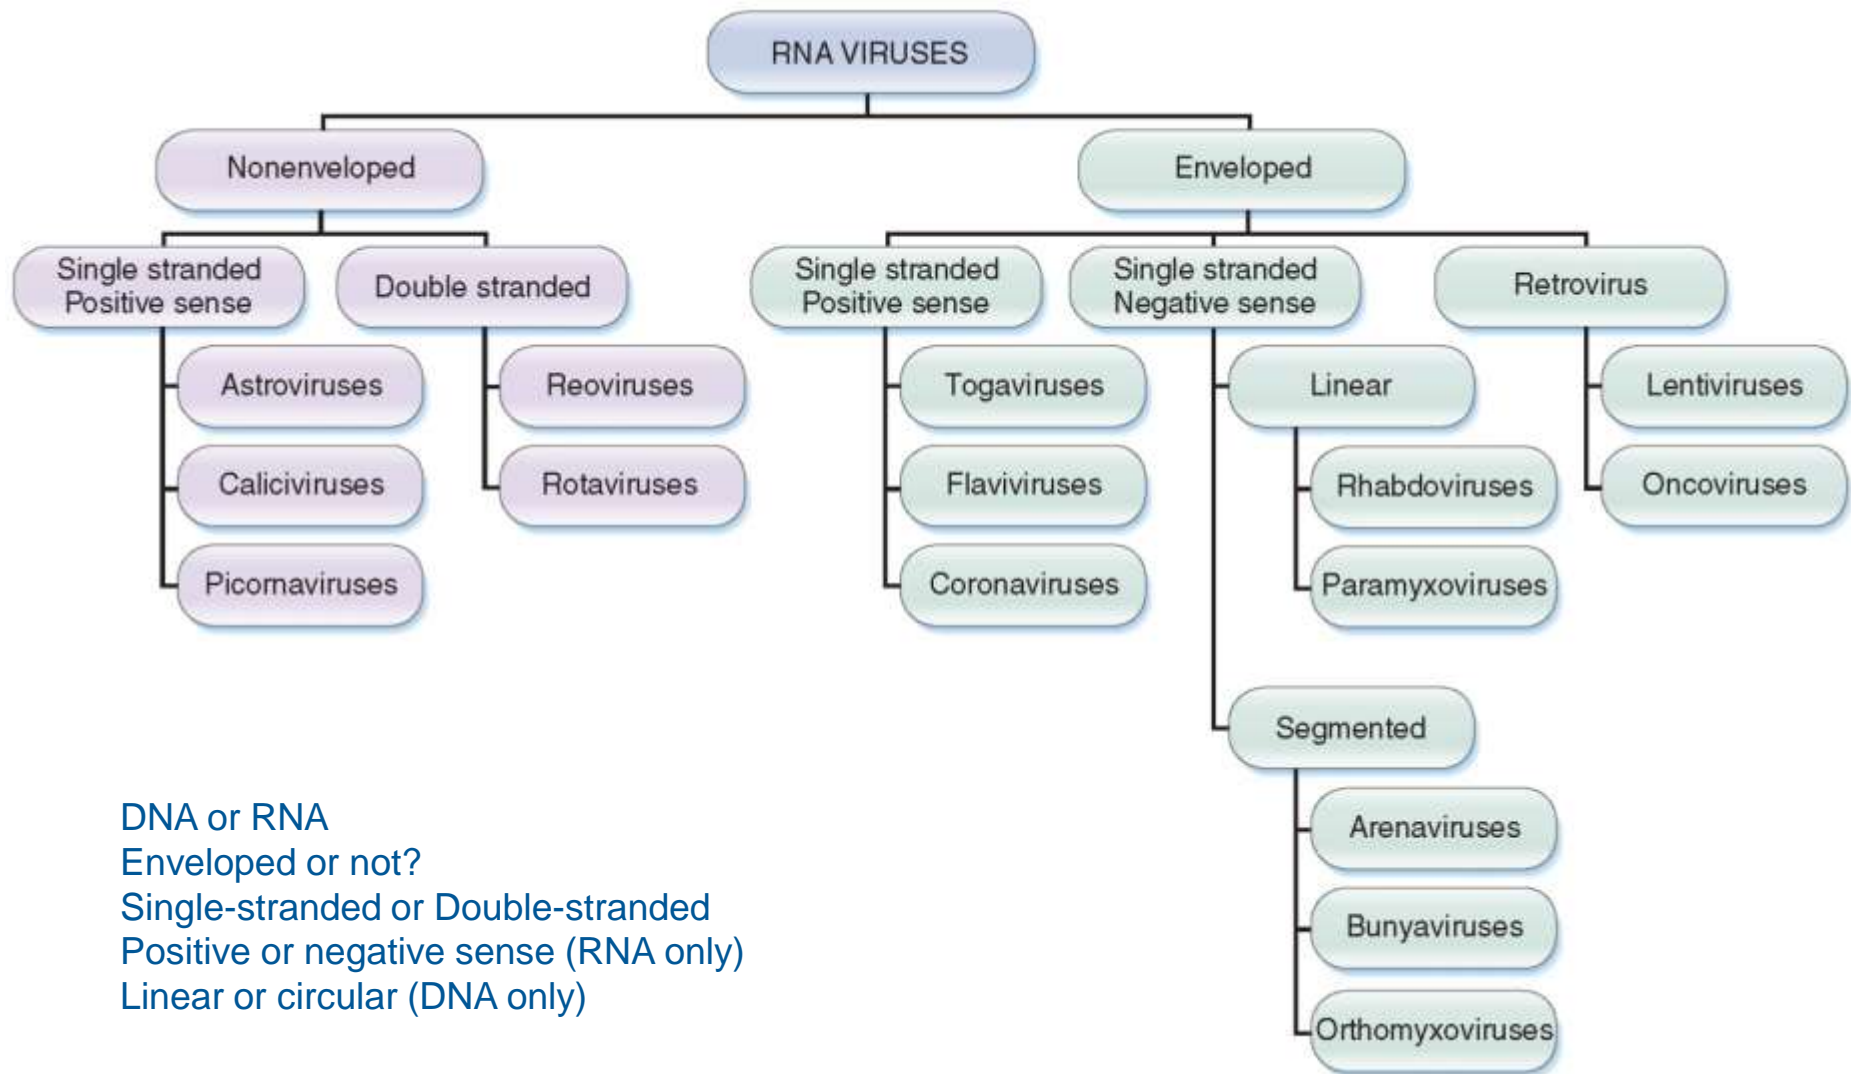 RNA VIRUSES
Nonenveloped
Enveloped
Single stranded
Positive sense
Double stranded
Single stranded
Positive sense
Single stranded
Negative sense
Retrovirus
Astroviruses
Reoviruses
Togaviruses
Linear
Lentiviruses
Caliciviruses
Rotaviruses
Flaviviruses
Rhabdoviruses
Oncoviruses
Picornaviruses
Coronaviruses
Paramyxoviruses
Segmented
Arenaviruses
Bunyaviruses
Orthomyxoviruses
DNA or RNA
Enveloped or not?
Single-stranded or Double-stranded
Positive or negative sense (RNA only)
Linear or circular (DNA only)